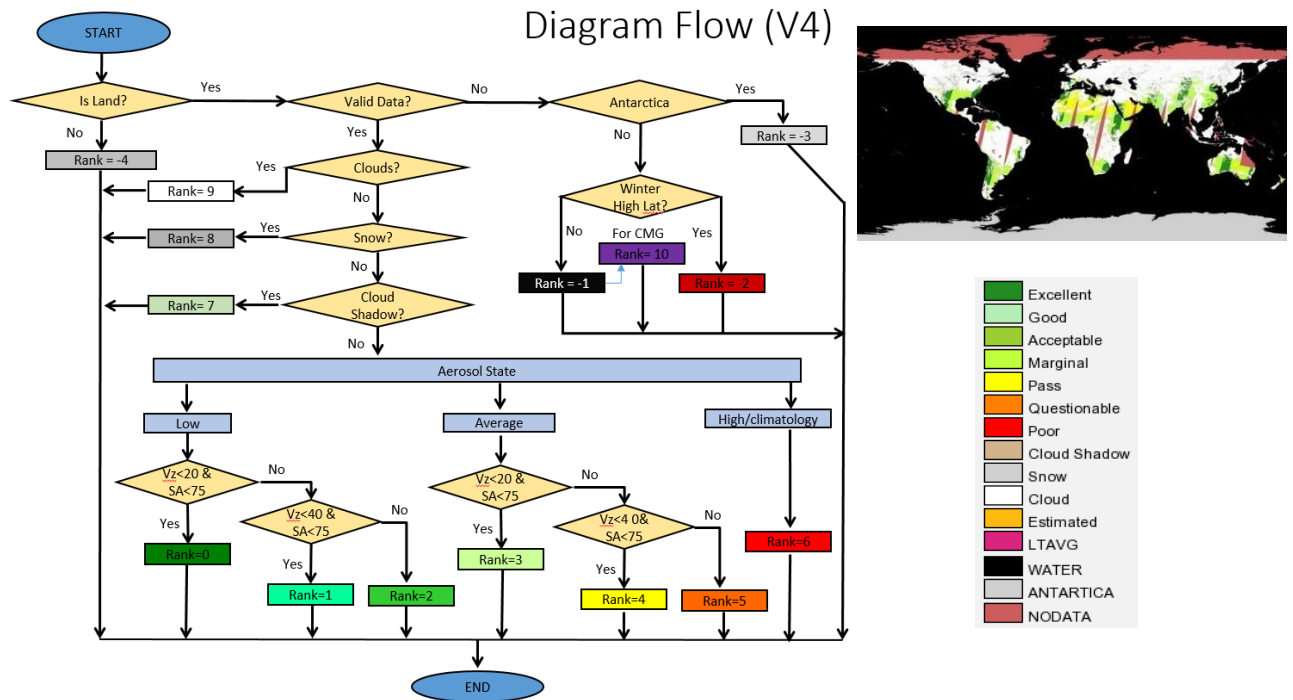 Diagram Flow (V4)
START
Is Land?
Yes
Valid Data?
No
Antarctica
Yes
No
Yes
No
Rank = -3
Rank = -4
Yes
Clouds?
Rank= 9
No
Winter
High Lat?
No
For CMG
Yes
Rank= 8
Yes
Snow?
Rank= 10
No
Rank = -1
Rank = -2
Rank= 7
Yes
Cloud
Shadow?
No
Aerosol State
Low
Average
High/climatology
Vz<20 &
SA<75
No
Vz<20 &
SA<75
No
Yes
Vz<40 &
SA<75
No
Yes
Vz<4 0&
SA<75
No
Rank=0
Yes
Rank=3
Yes
Rank=6
Rank=1
Rank=2
Rank=4
Rank=5
END
Excellent
Good
Acceptable
Marginal
Pass
Questionable
Poor
Cloud Shadow
Snow
Cloud
Estimated
LTAVG
WATER
ANTARTICA
NODATA